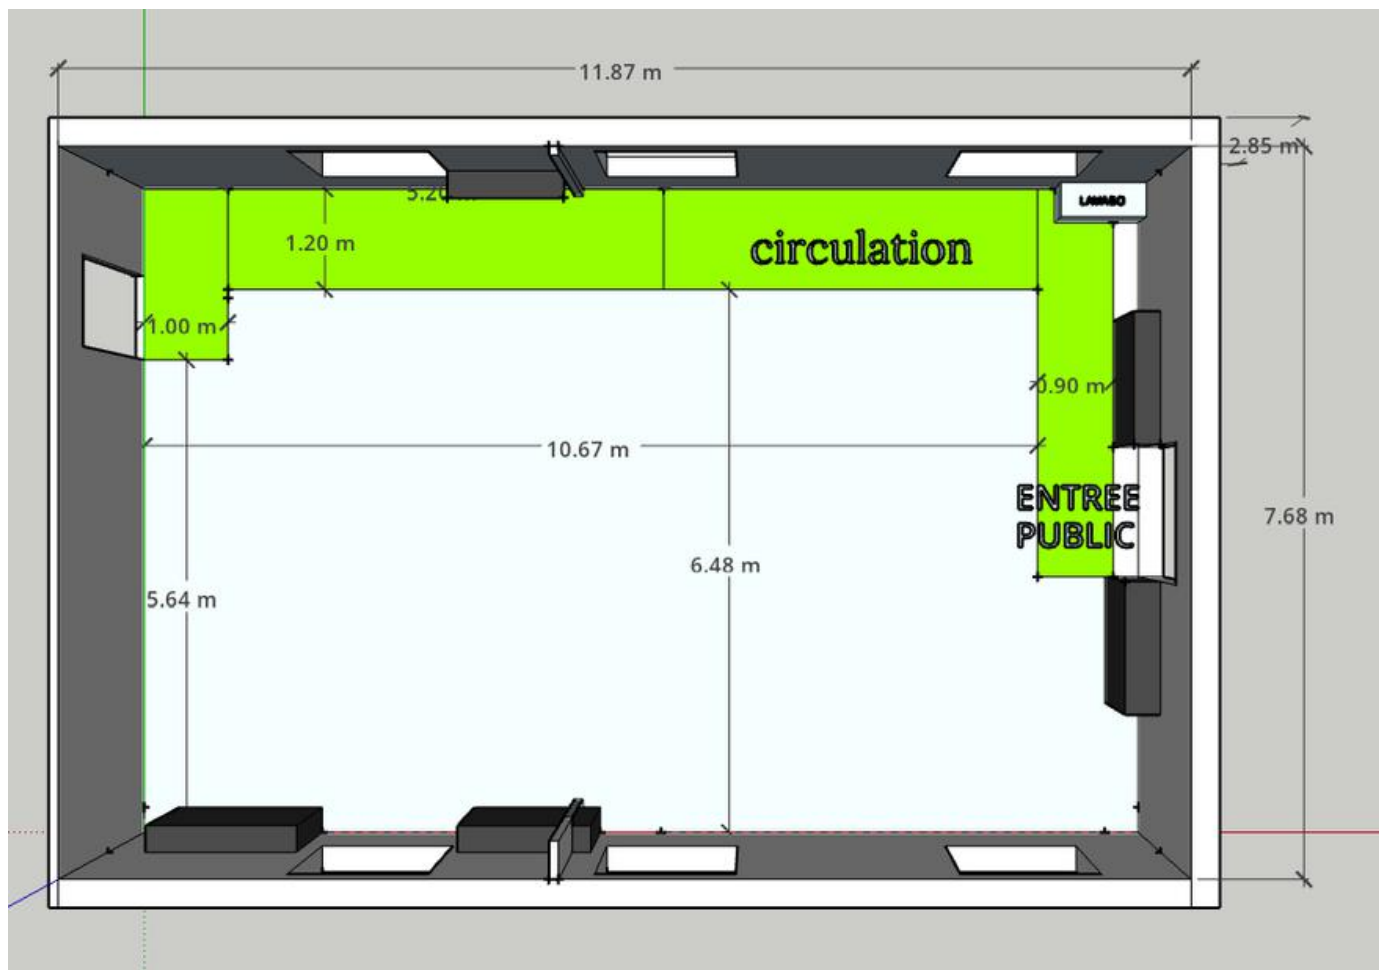 11.87 m
2.85 m
LAVABO
1.20 m
circulation
1.00 m
0.90 m
10.67 m
ENTREE
PUBLIC
7.68 m
6.48 m
5.64 m